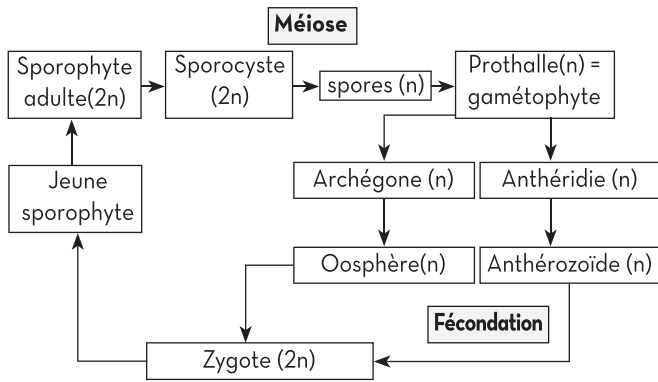 Méiose
Sporophyte
adulte(2n)
Sporocyste
(2n)
spores (n)
Prothalle(n) =
gamétophyte
Jeune
sporophyte
Archégone (n)
Anthéridie (n)
Oosphère(n)
Anthérozoïde (n)
Fécondation
Zygote (2n)